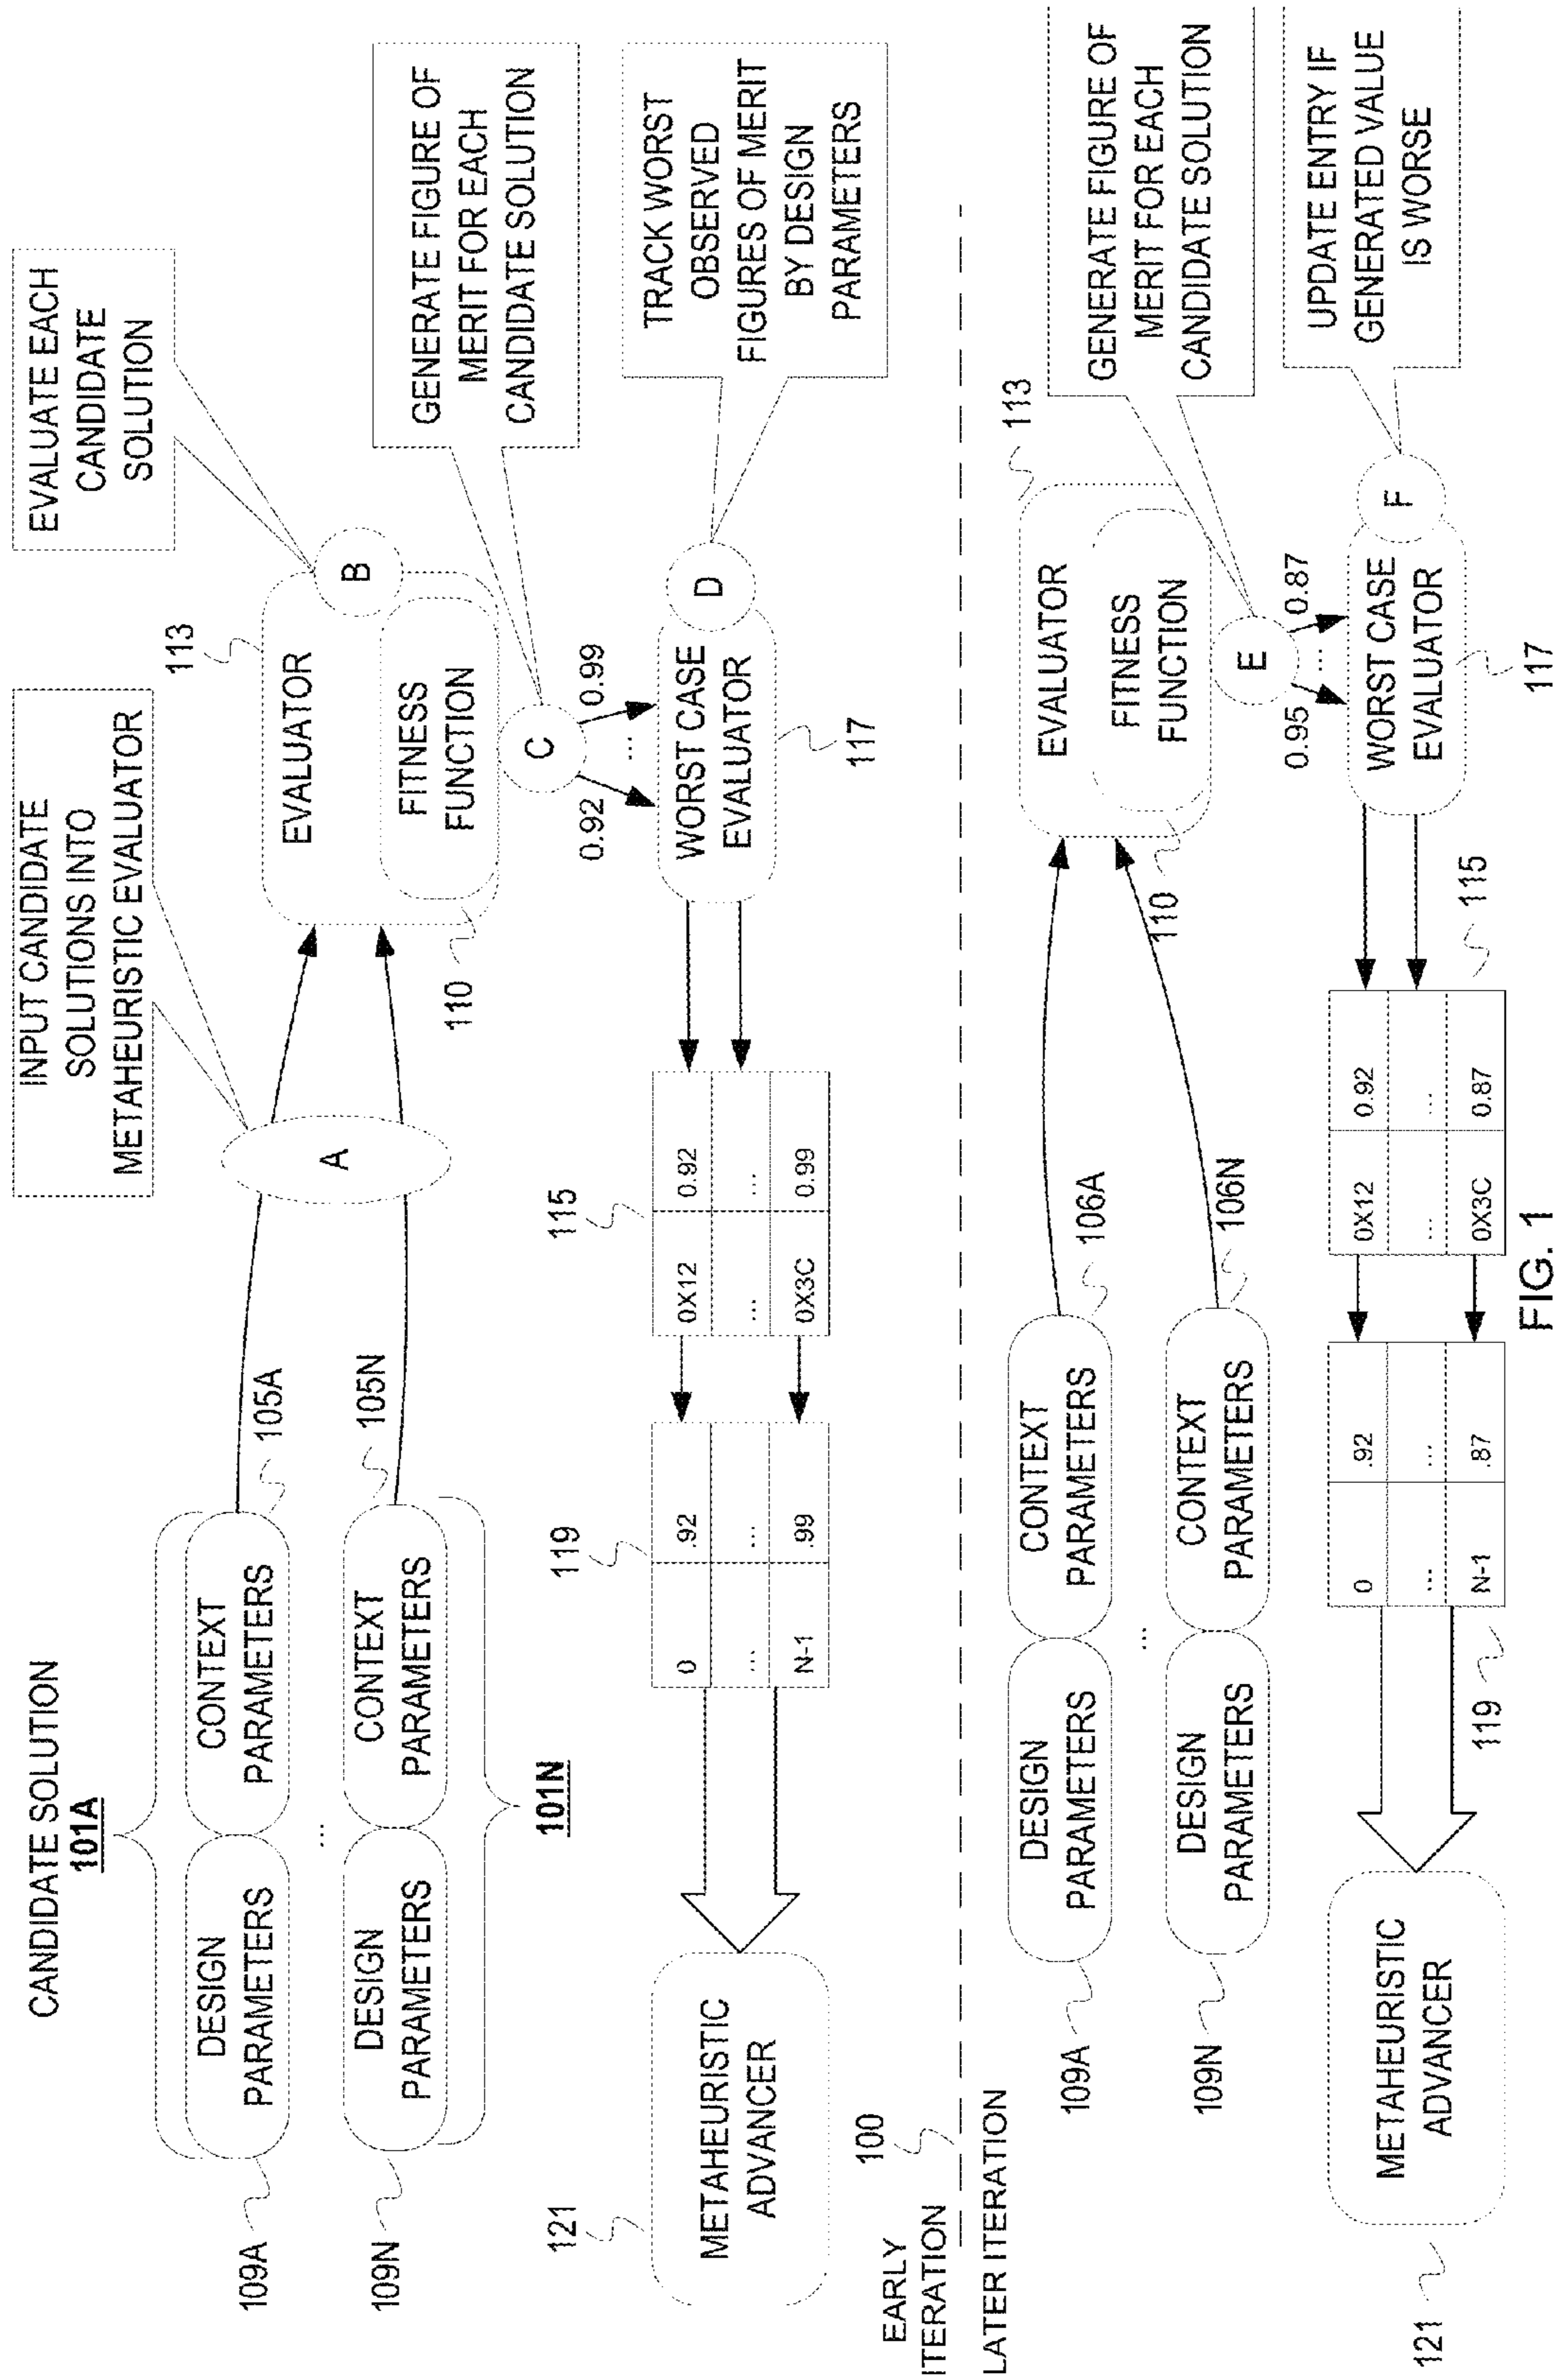 CANDIDATE SOLUTION
101A
DESIGN
PARAMETERS
CONTEXT
PARAMETERS
109A
105A
...
DESIGN
PARAMETERS
CONTEXT
PARAMETERS
109N
105N
101N
INPUT CANDIDATE
SOLUTIONS INTO
METAHEURISTIC EVALUATOR
A
EVALUATE EACH
CANDIDATE
SOLUTION
113
B
EVALUATOR
FITNESS
FUNCTION
110
GENERATE FIGURE OF
MERIT FOR EACH
CANDIDATE SOLUTION
C
0.92 ... 0.99
TRACK WORST
OBSERVED
FIGURES OF MERIT
BY DESIGN
PARAMETERS
D
WORST CASE
EVALUATOR
117
115
0X12 0.92
... ...
0X3C 0.99
119
0 .92
... ...
N-1 .99
121
METAHEURISTIC
ADVANCER
100
EARLY
ITERATION
LATER ITERATION
DESIGN
PARAMETERS
CONTEXT
PARAMETERS
109A
106A
...
DESIGN
PARAMETERS
CONTEXT
PARAMETERS
109N
106N
113
EVALUATOR
FITNESS
FUNCTION
110
GENERATE FIGURE OF
MERIT FOR EACH
CANDIDATE SOLUTION
E
0.95 ... 0.87
UPDATE ENTRY IF
GENERATED VALUE
IS WORSE
F
WORST CASE
EVALUATOR
117
115
0X12 0.92
... ...
0X3C 0.87
0 .92
... ...
N-1 .87
119
METAHEURISTIC
ADVANCER
121
FIG. 1